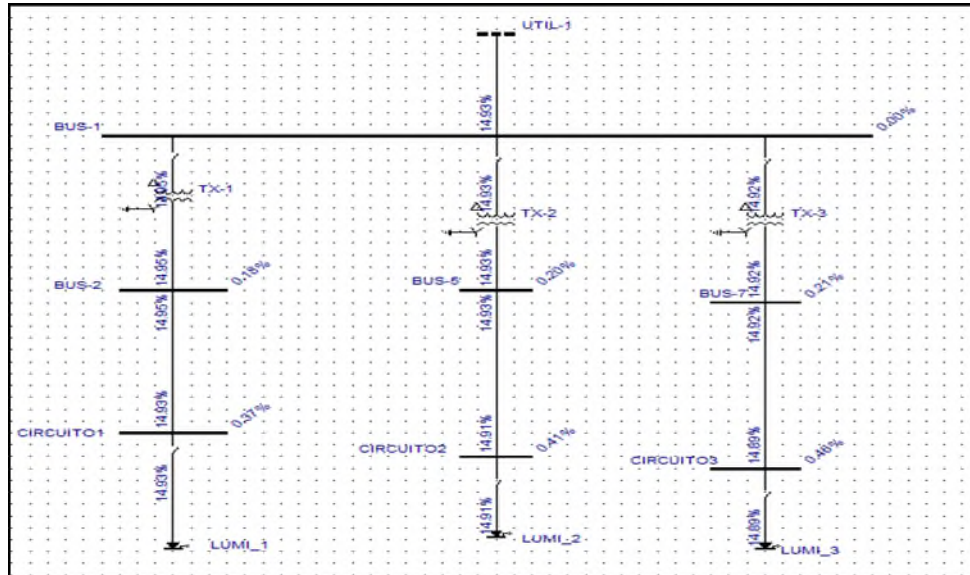 UTIL-1
14.93%
BUS-1
0.00%
14.95%
TX-1
14.93%
TX-2
14.92%
TX-3
14.95%
BUS-2
0.18%
14.95%
14.93%
0.20%
14.93%
14.92%
BUS-7
0.21%
14.92%
14.93%
CIRCUITO1
0.37%
14.93%
14.91%
CIRCUITO2
0.41%
14.91%
14.89%
CIRCUITO3
0.46%
14.89%
LUMI_1
LUMI_2
LUMI_3